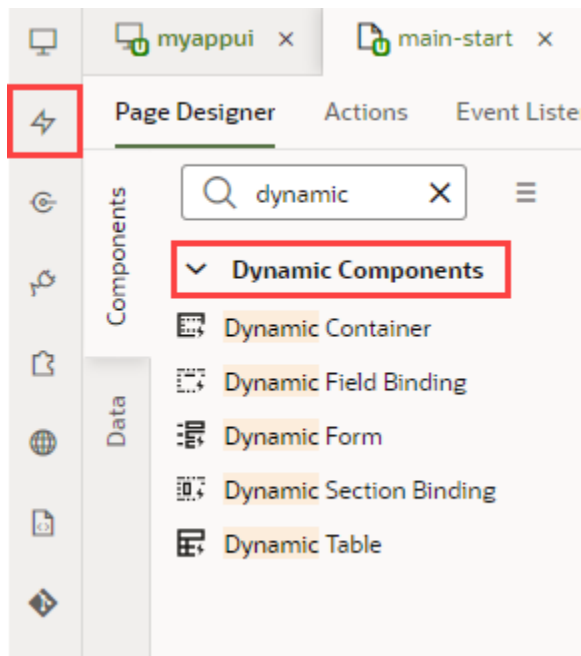 myappui
main-start
Page Designer Actions Event Liste
Components
dynamic
Dynamic Components
Dynamic Container
Dynamic Field Binding
Data
Dynamic Form
Dynamic Section Binding
Dynamic Table